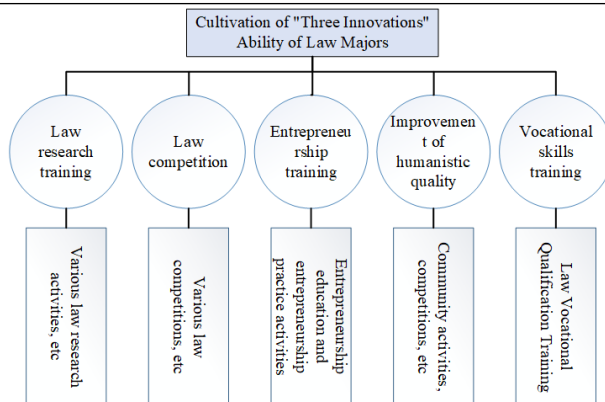 Cultivation of "Three Innovations"
Ability of Law Majors
Law
research
training
Law
competition
Entrepreneu
rship
training
Improvemen
t of
humanistic
quality
Vocational
skills
training
Various law research
activities, etc
Various law
competitions, etc
Entrepreneurship
education and
entrepreneurship
practice activities
Community activities,
competitions, etc
Law Vocational
Qualification Training